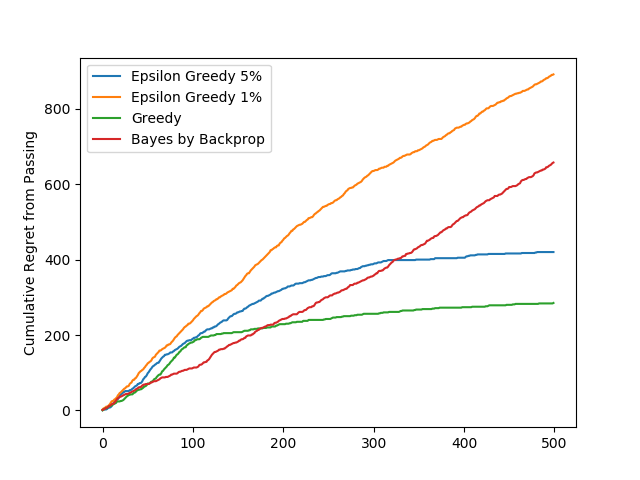 Epsilon Greedy 5%
Epsilon Greedy 1%
Greedy
Bayes by Backprop
Cumulative Regret from Passing
800
600
400
200
0
0 100 200 300 400 500